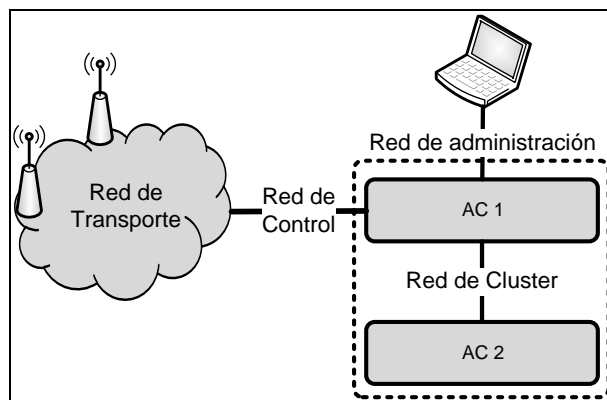 Red de administración
Red de
Transporte
Red de
Control
AC 1
Red de Cluster
AC 2